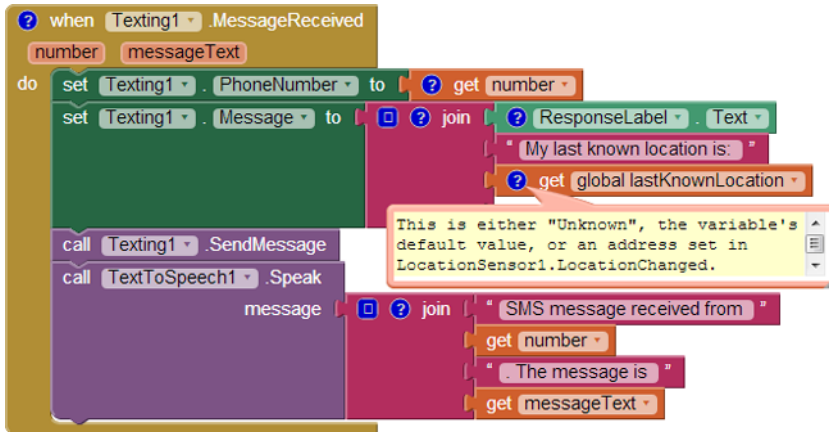 ? when Texting1 .MessageReceived
number messageText
do set Texting1 . PhoneNumber to ? get number
set Texting1 . Message to ? join ? ResponseLabel . Text
" My last known location is: "
? get global lastKnownLocation
This is either "Unknown", the variable's
default value, or an address set in
LocationSensor1.LocationChanged.
call Texting1 .SendMessage
call TextToSpeech1 .Speak
message ? join " SMS message received from "
get number
" . The message is "
get messageText